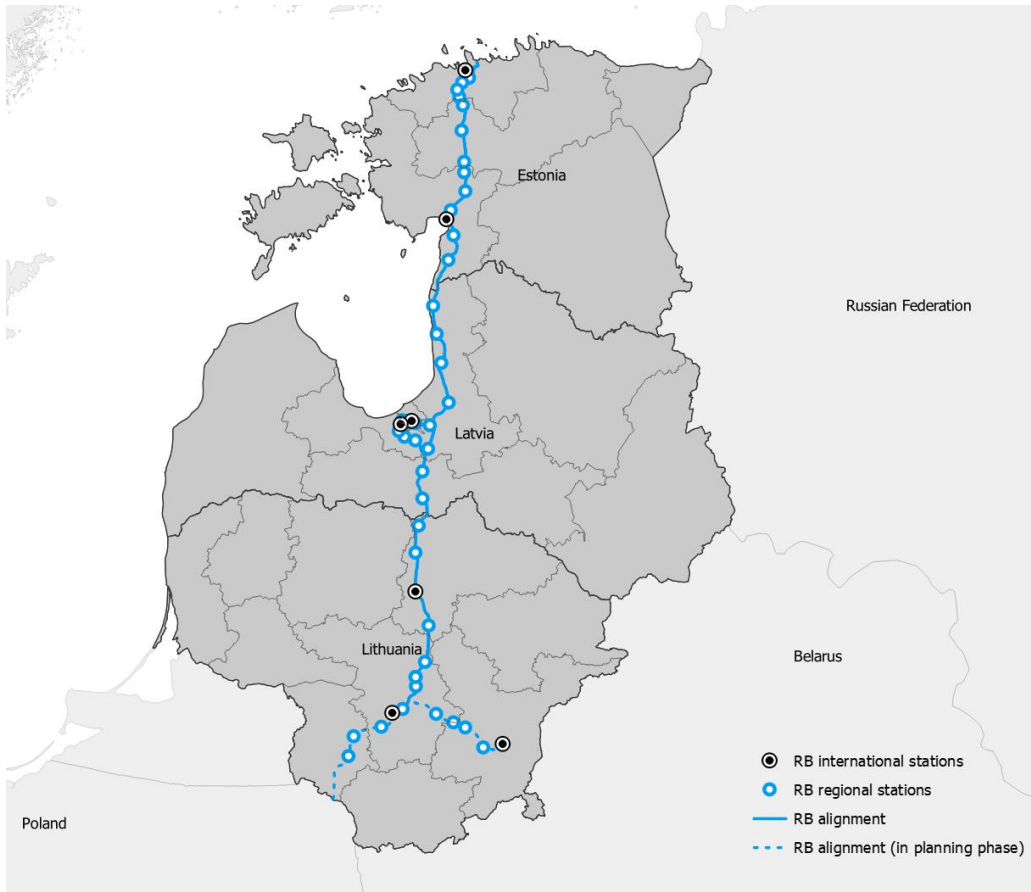 Estonia
Russian Federation
Latvia
Lithuania
Belarus
RB international stations
RB regional stations
Poland
RB alignment
RB alignment (in planning phase)